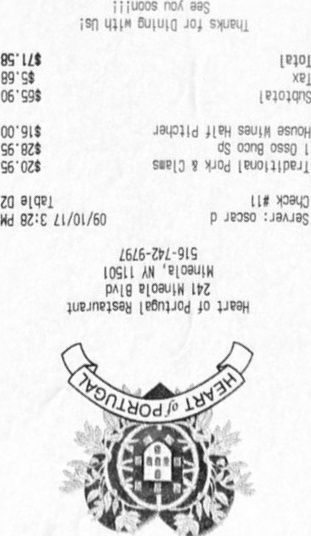 HEART of PORTUGAL
Heart of Portugal Restaurant
241 Mineola Blvd
Mineola, NY 11501
516-742-9797
Server: oscar d 09/10/17 3:28 PM
Check #11 Table D2
Traditional Pork & Clams $20.95
1 Osso Buco Sp $28.95
House Wines Half Pitcher $16.00
Subtotal $65.90
Tax $5.68
Total $71.58
Thanks for Dining with Us!
See you soon!!!